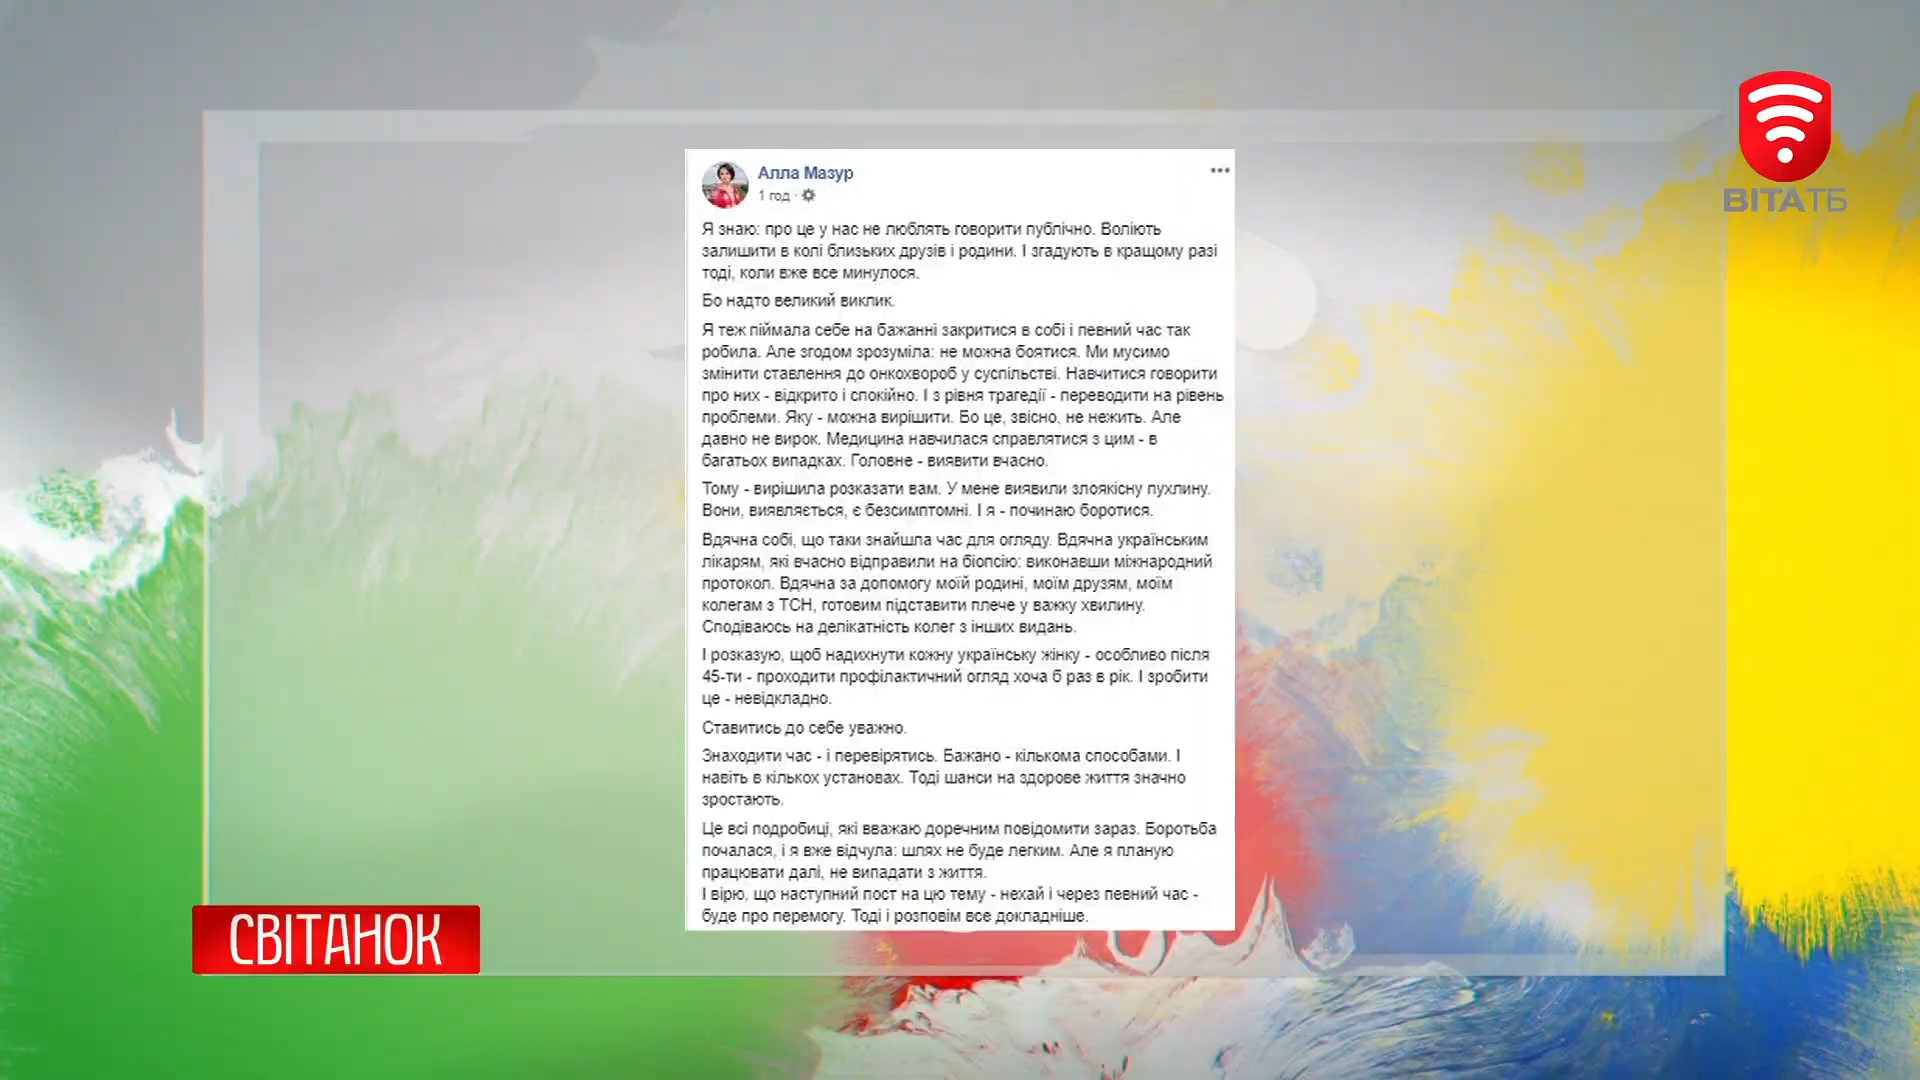 ВІТАТБ
Алла Мазур
1 год ·
Я знаю: про це у нас не люблять говорити публічно. Воліють
залишити в колі близьких друзів і родини. І згадують в кращому разі
тоді, коли вже все минулося.
Бо надто великий виклик.
Я теж піймала себе на бажанні закритися в собі і певний час так
робила. Але згодом зрозуміла: не можна боятися. Ми мусимо
змінити ставлення до онкохвороб у суспільстві. Навчитися говорити
про них - відкрито і спокійно. І з рівня трагедії - переводити на рівень
проблеми. Яку - можна вирішити. Бо це, звісно, не нежить. Але
давно не вирок. Медицина навчилася справлятися з цим - в
багатьох випадках. Головне - виявити вчасно.
Тому - вирішила розказати вам. У мене виявили злоякісну пухлину.
Вони, виявляється, є безсимптомні. І я - починаю боротися.
Вдячна собі, що таки знайшла час для огляду. Вдячна українським
лікарям, які вчасно відправили на біопсію: виконавши міжнародний
протокол. Вдячна за допомогу моїй родині, моїм друзям, моїм
колегам з ТСН, готовим підставити плече у важку хвилину.
Сподіваюсь на делікатність колег з інших видань.
І розказую, щоб надихнути кожну українську жінку - особливо після
45-ти - проходити профілактичний огляд хоча б раз в рік. І зробити
це - невідкладно.
Ставитись до себе уважно.
Знаходити час - і перевірятись. Бажано - кількома способами. І
навіть в кількох установах. Тоді шанси на здорове життя значно
зростають.
Це всі подробиці, які вважаю доречним повідомити зараз. Боротьба
почалася, і я вже відчула: шлях не буде легким. Але я планую
працювати далі, не випадати з життя.
І вірю, що наступний пост на цю тему - нехай і через певний час -
буде про перемогу. Тоді і розповім все докладніше.
СВІТАНОК